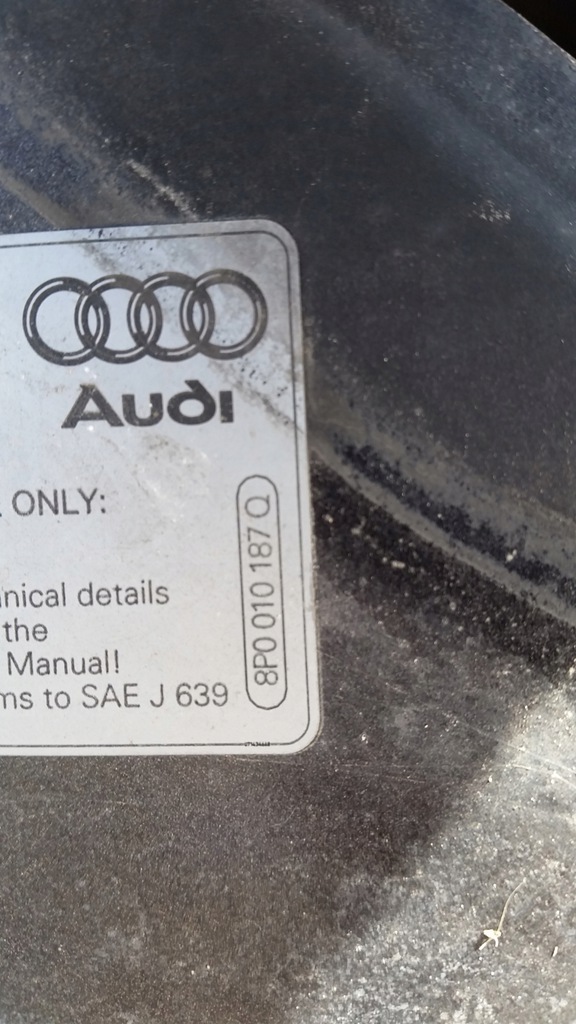 Audi
ONLY:
nical details
the
Manual!
ms to SAE J 639
8P0 010 187 Q